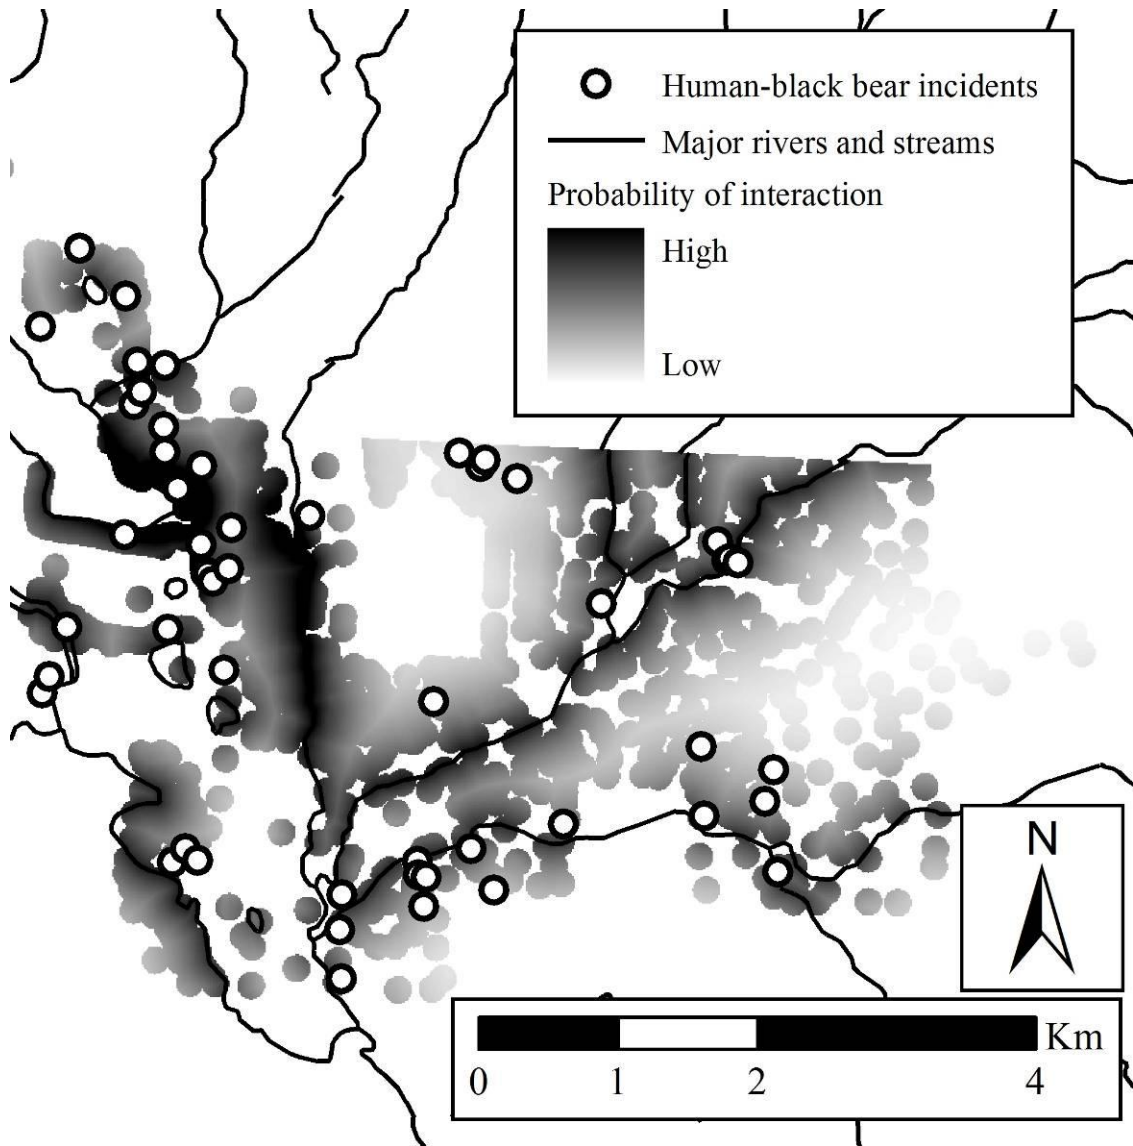 Human-black bear incidents
Major rivers and streams
Probability of interaction
High
Low
N
Km
0 1 2 4